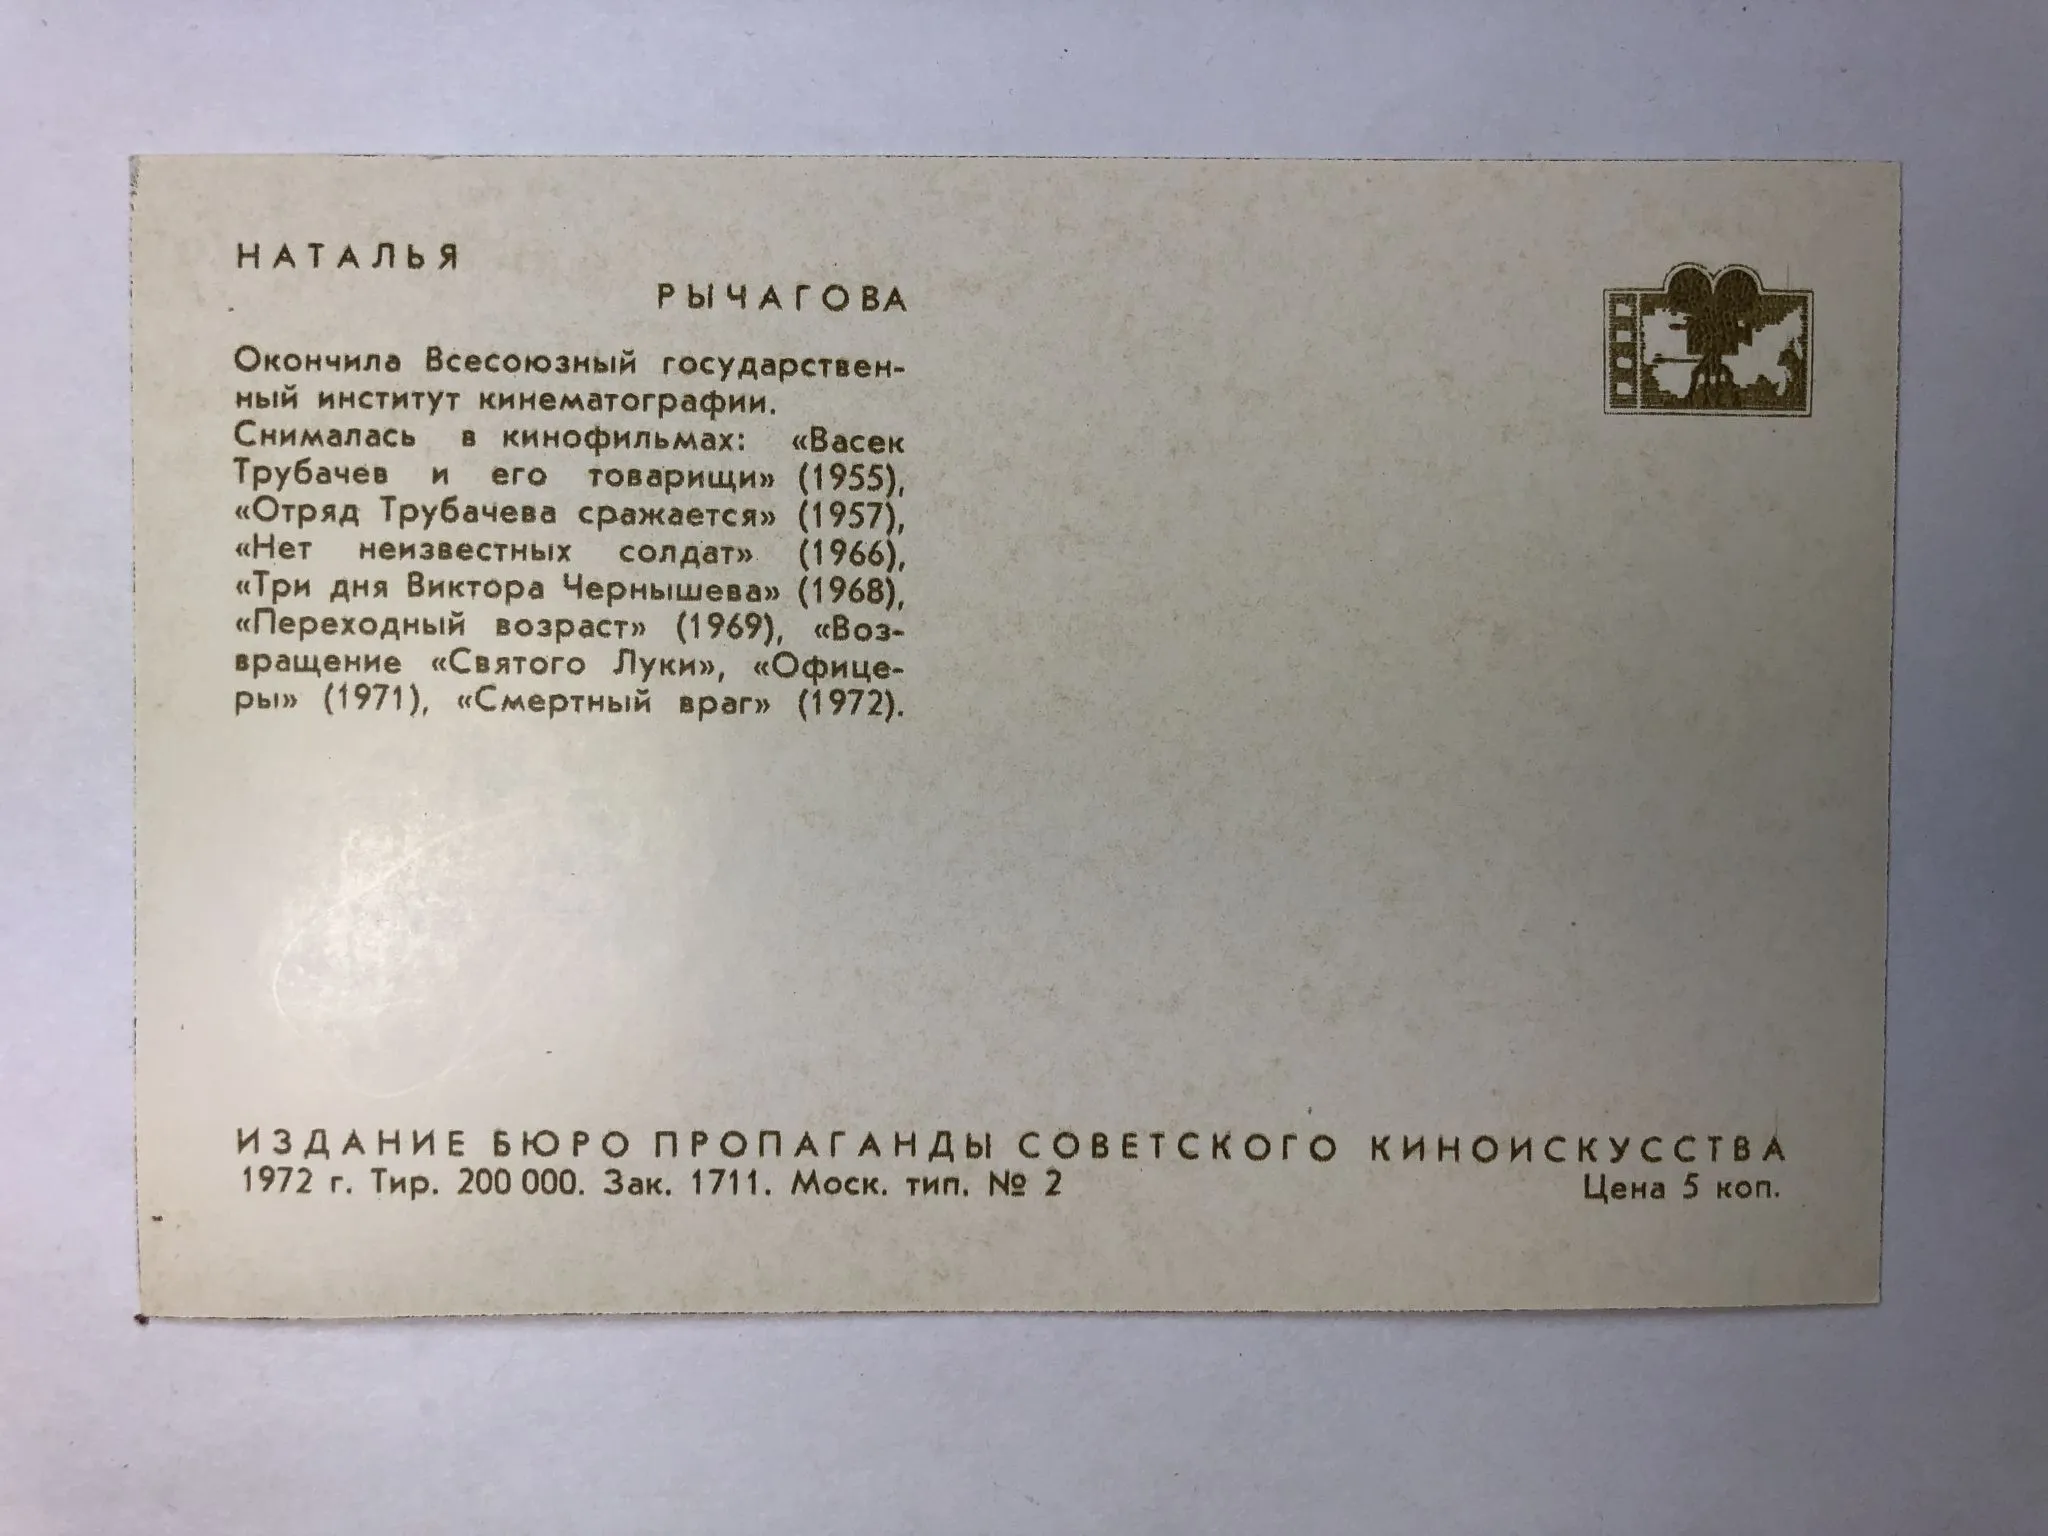 НАТАЛЬЯ
РЫЧАГОВА
Окончила Всесоюзный государствен-
ный институт кинематографии.
Снималась в кинофильмах: «Васек
Трубачев и его товарищи» (1955),
«Отряд Трубачева сражается» (1957),
«Нет неизвестных солдат» (1966),
«Три дня Виктора Чернышева» (1968),
«Переходный возраст» (1969), «Воз-
вращение «Святого Луки», «Офице-
ры» (1971), «Смертный враг» (1972).
ИЗДАНИЕ БЮРО ПРОПАГАНДЫ СОВЕТСКОГО КИНОИСКУССТВА
1972 г. Тир. 200 000. Зак. 1711. Моск. тип. № 2 Цена 5 коп.